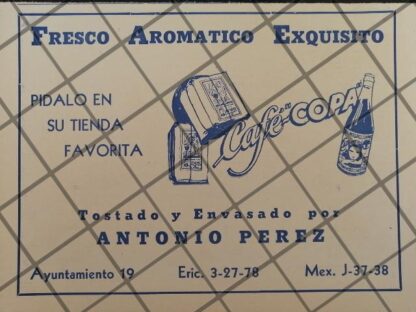 FRESCO AROMATICO EXQUISITO
PIDALO EN
SU TIENDA
FAVORITA
Café "COPA"
Tostado y Envasado por
ANTONIO PEREZ
Ayuntamiento 19 Eric. 3-27-78 Mex. J-37-38